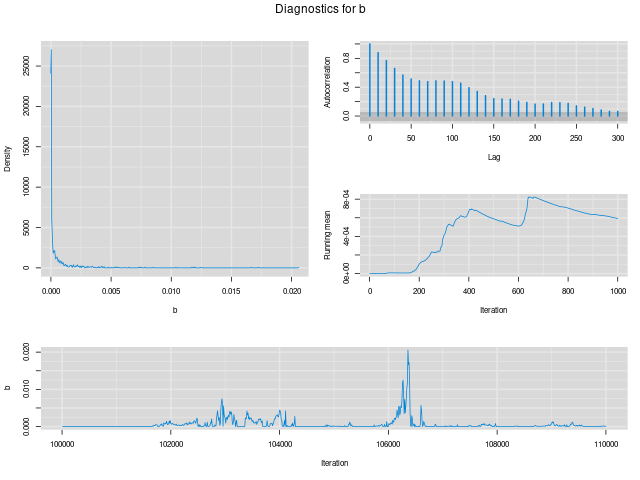 Diagnostics for b
Density
25000
20000
15000
10000
5000
0
0.000 0.005 0.010 0.015 0.020
b
Autocorrelation
0.8
0.4
0.0
0 50 100 150 200 250 300
Lag
Running mean
8e-04
4e-04
0e+00
0 200 400 600 800 1000
Iteration
b
0.020
0.010
0.000
100000 102000 104000 106000 108000 110000
Iteration